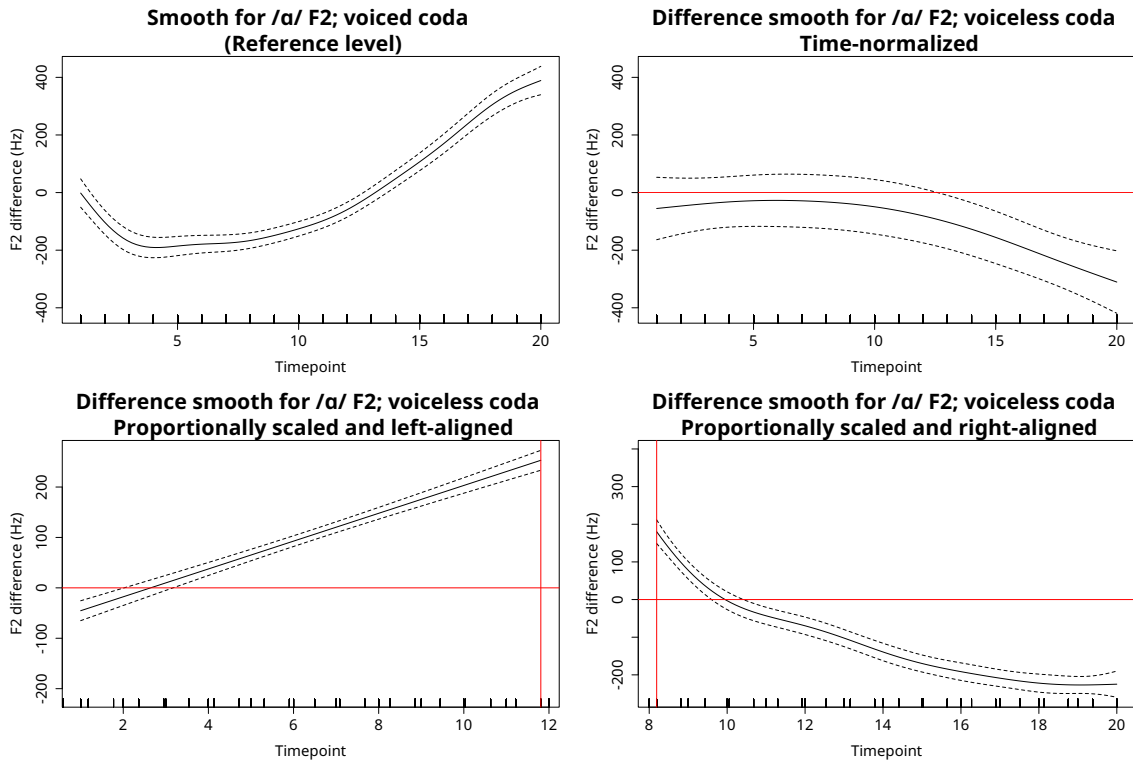 Smooth for /ɑ/ F2; voiced coda
(Reference level)
F2 difference (Hz)
400
200
0
-200
-400
5
10
15
20
Timepoint
Difference smooth for /ɑ/ F2; voiceless coda
Time-normalized
F2 difference (Hz)
400
200
0
-200
-400
5
10
15
20
Timepoint
Difference smooth for /ɑ/ F2; voiceless coda
Proportionally scaled and left-aligned
F2 difference (Hz)
200
100
0
-100
-200
2
4
6
8
10
12
Timepoint
Difference smooth for /ɑ/ F2; voiceless coda
Proportionally scaled and right-aligned
F2 difference (Hz)
300
100
0
-200
8
10
12
14
16
18
20
Timepoint